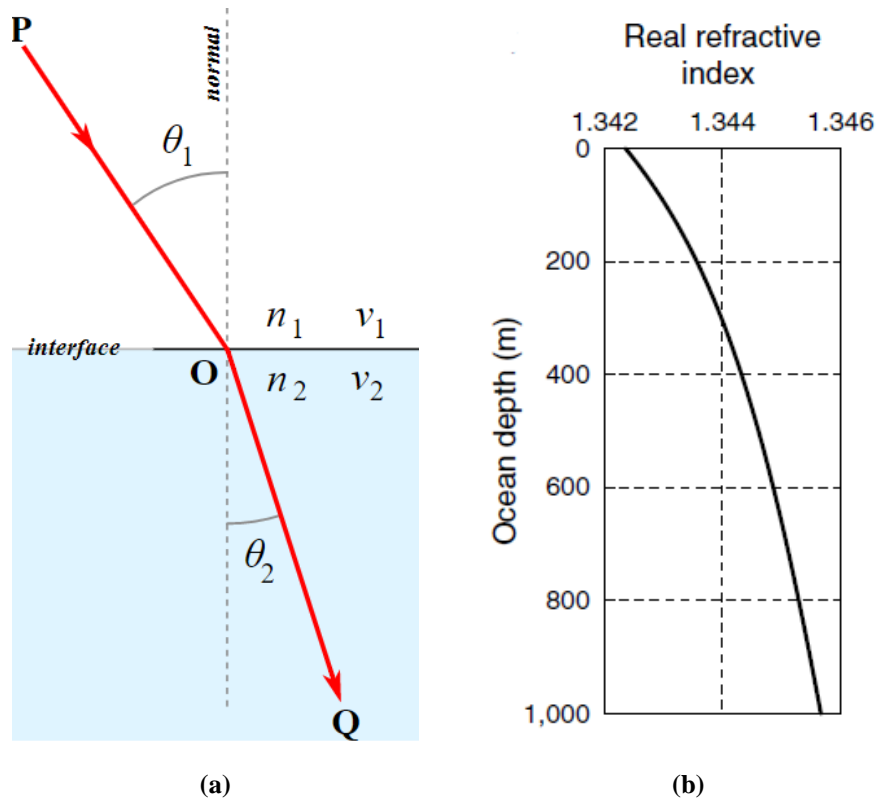 P
normal
θ₁
n₁ v₁
interface
O
n₂ v₂
θ₂
Q
(a)
Real refractive
index
1.342 1.344 1.346
0
200
400
600
800
1,000
Ocean depth (m)
(b)